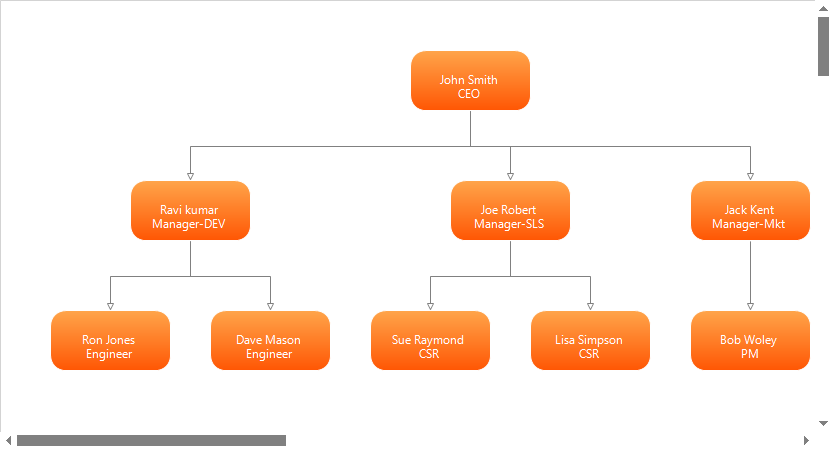 John Smith
CEO
Ravi kumar
Manager-DEV
Joe Robert
Manager-SLS
Jack Kent
Manager-Mkt
Ron Jones
Engineer
Dave Mason
Engineer
Sue Raymond
CSR
Lisa Simpson
CSR
Bob Woley
PM